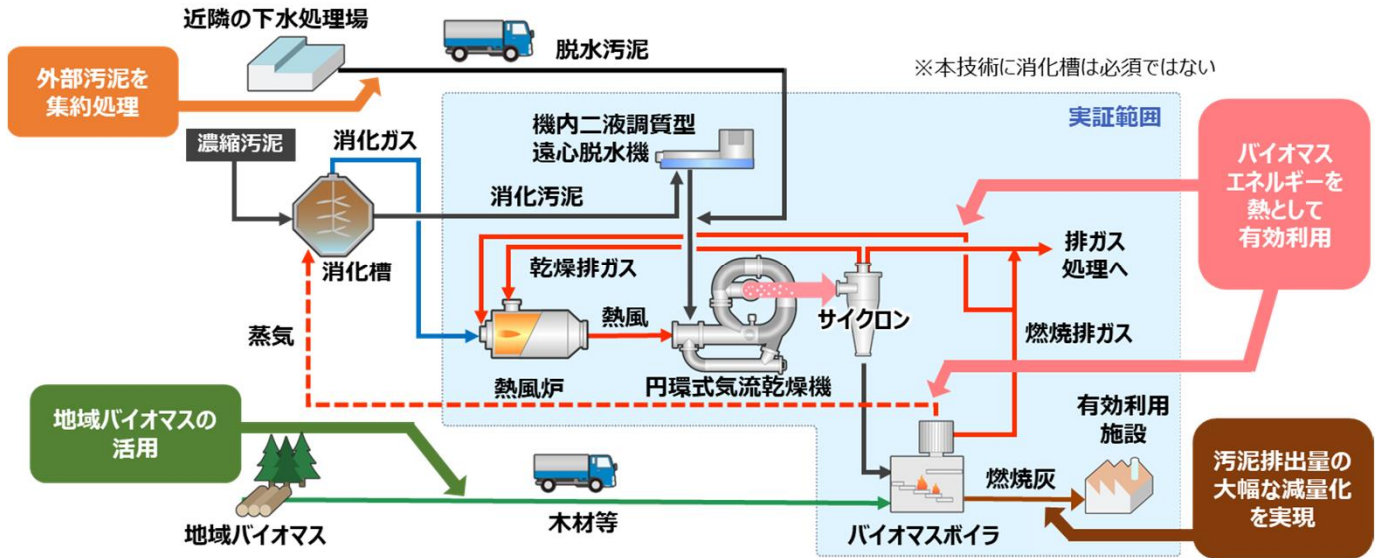 近隣の下水処理場
脱水汚泥
※本技術に消化槽は必須ではない
外部汚泥を
集約処理
実証範囲
濃縮汚泥
消化ガス
機内二液調質型
遠心脱水機
バイオマス
エネルギーを
熱として
有効利用
消化汚泥
消化槽
乾燥排ガス
排ガス
処理へ
熱風
サイクロン
蒸気
燃焼排ガス
熱風炉
円環式気流乾燥機
地域バイオマスの
活用
有効利用
施設
汚泥排出量の
大幅な減量化
を実現
燃焼灰
地域バイオマス
木材等
バイオマスボイラ